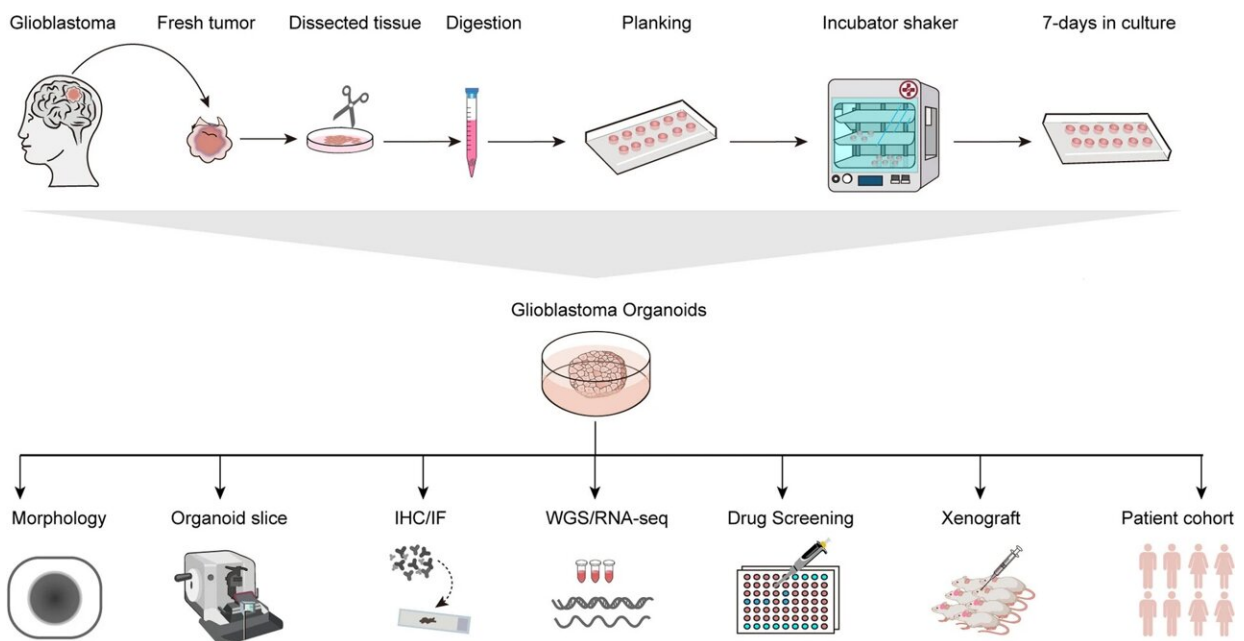 Glioblastoma
Fresh tumor
Dissected tissue
Digestion
Planking
Incubator shaker
7-days in culture
Glioblastoma Organoids
Morphology
Organoid slice
IHC/IF
WGS/RNA-seq
Drug Screening
Xenograft
Patient cohort